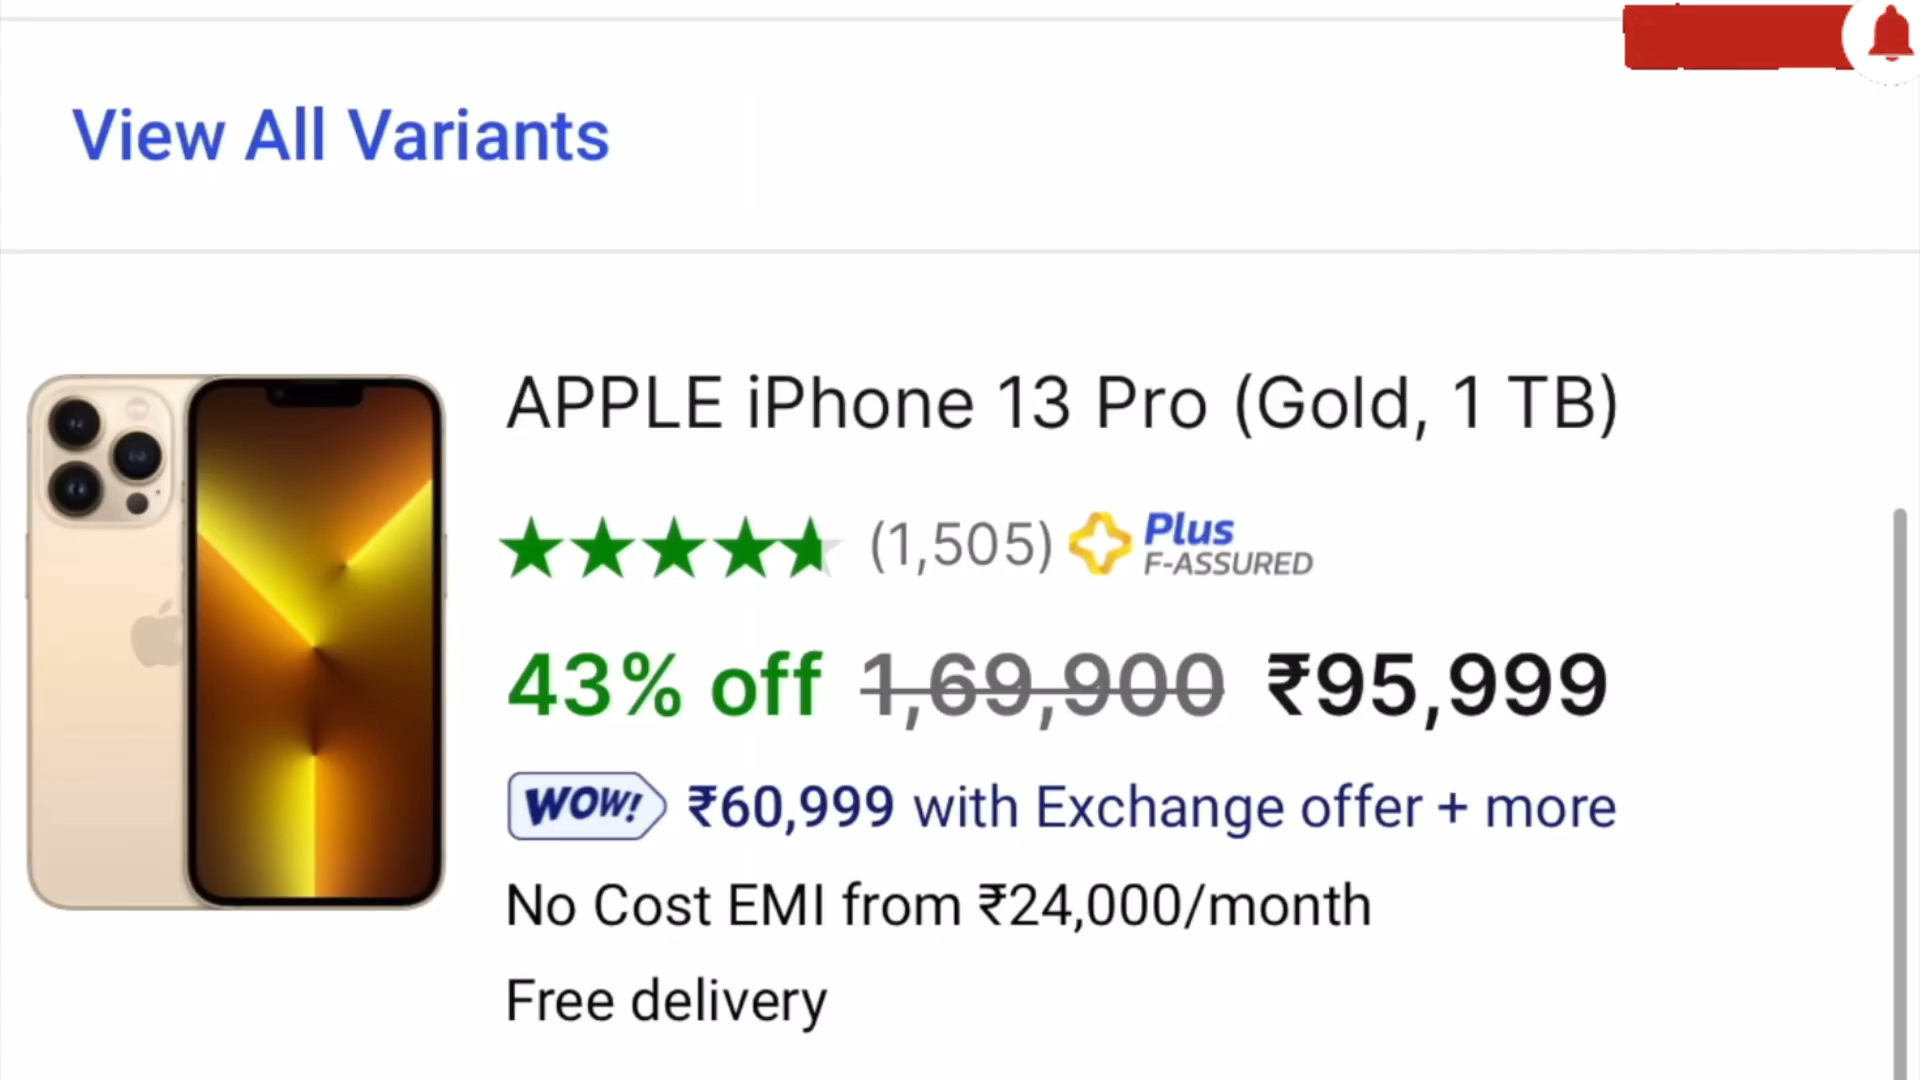 View All Variants
APPLE iPhone 13 Pro (Gold, 1 TB)
(1,505) Plus
F-ASSURED
43% off 1,69,900 ₹95,999
WOW! ₹60,999 with Exchange offer + more
No Cost EMI from ₹24,000/month
Free delivery